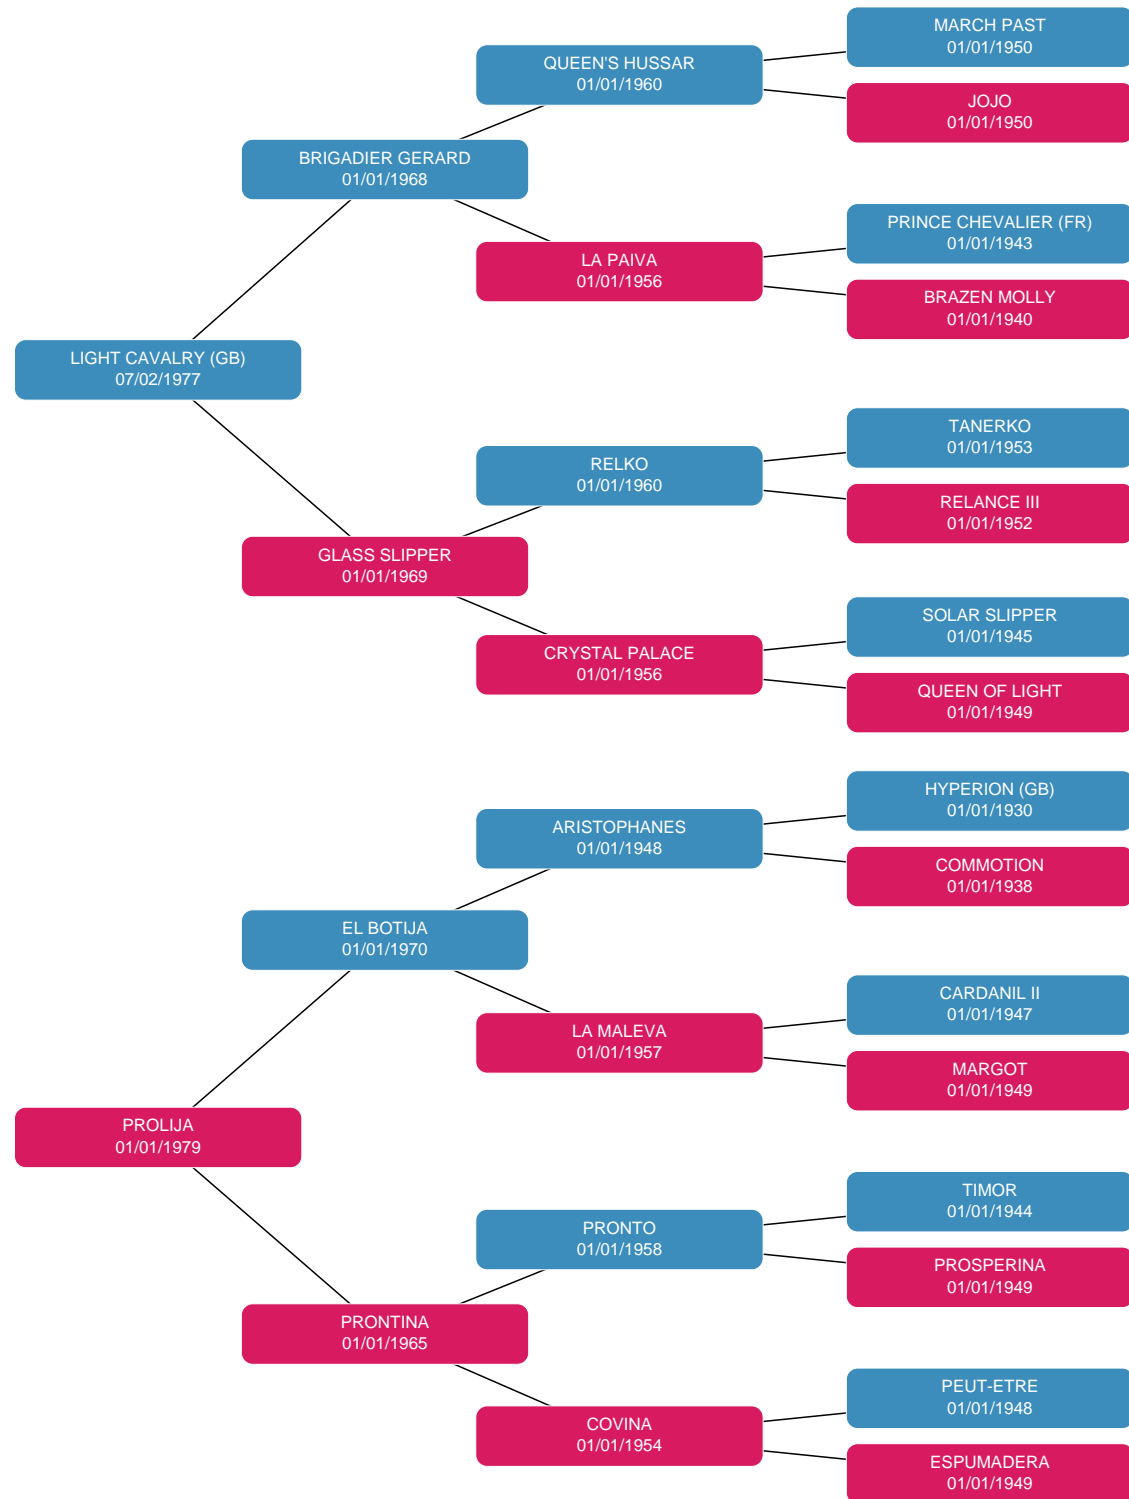 MARCH PAST
01/01/1950
QUEEN'S HUSSAR
01/01/1960
JOJO
01/01/1950
BRIGADIER GERARD
01/01/1968
PRINCE CHEVALIER (FR)
01/01/1943
LA PAIVA
01/01/1956
BRAZEN MOLLY
01/01/1940
LIGHT CAVALRY (GB)
07/02/1977
TANERKO
01/01/1953
RELKO
01/01/1960
RELANCE III
01/01/1952
GLASS SLIPPER
01/01/1969
SOLAR SLIPPER
01/01/1945
CRYSTAL PALACE
01/01/1956
QUEEN OF LIGHT
01/01/1949
HYPERION (GB)
01/01/1930
ARISTOPHANES
01/01/1948
COMMOTION
01/01/1938
EL BOTIJA
01/01/1970
CARDANIL II
01/01/1947
LA MALEVA
01/01/1957
MARGOT
01/01/1949
PROLIJA
01/01/1979
TIMOR
01/01/1944
PRONTO
01/01/1958
PROSPERINA
01/01/1949
PRONTINA
01/01/1965
PEUT-ETRE
01/01/1948
COVINA
01/01/1954
ESPUMADERA
01/01/1949